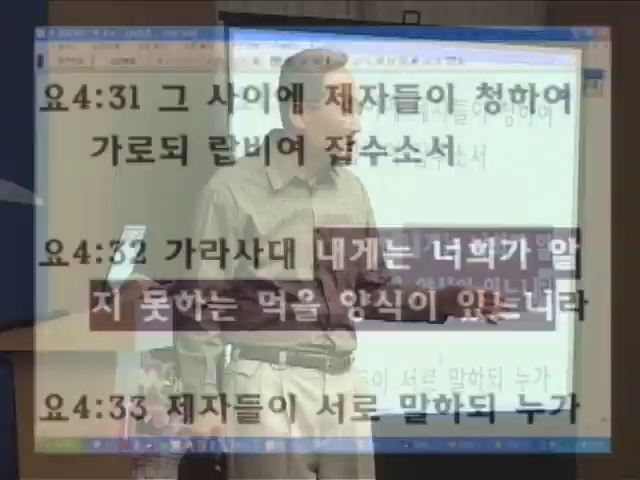 요4:31 그 사이에 제자들이 청하여
가로되 랍비여 잡수소서
요4:32 가라사대 내게는 너희가 알
지 못하는 먹을 양식이 있느니라
요4:33 제자들이 서로 말하되 누가